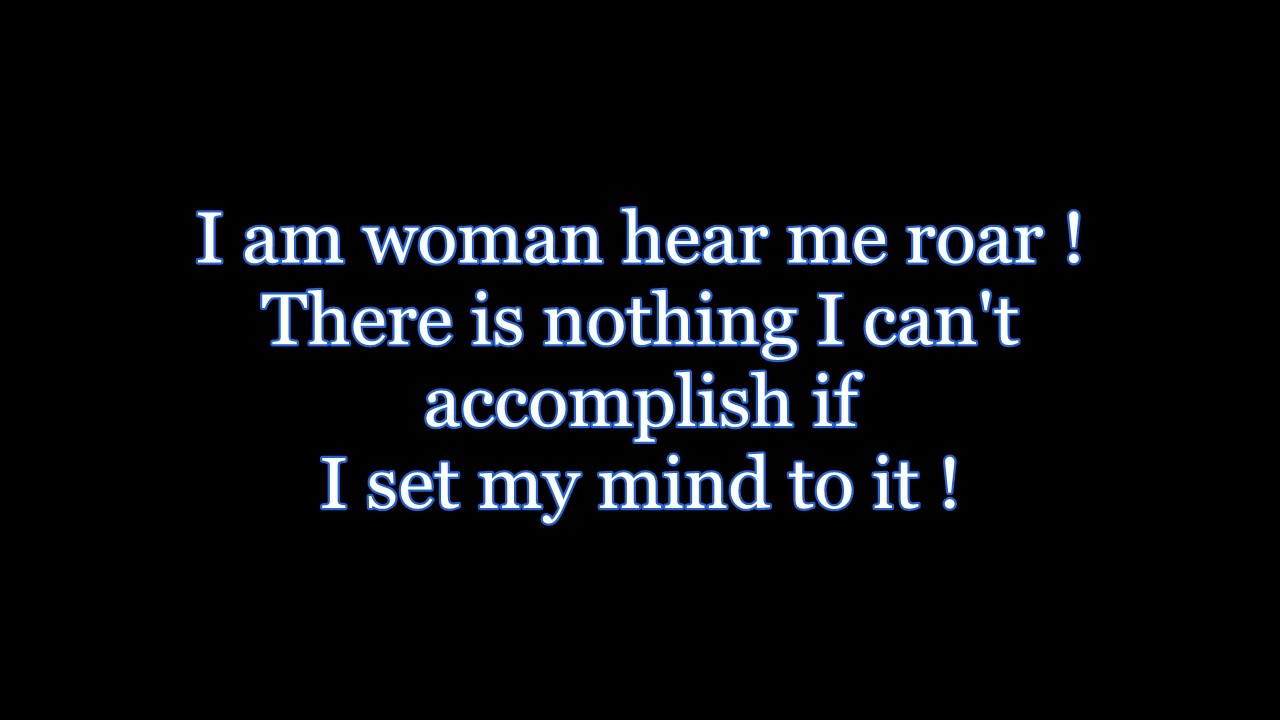 I am woman hear me roar !
There is nothing I can't
accomplish if
I set my mind to it !